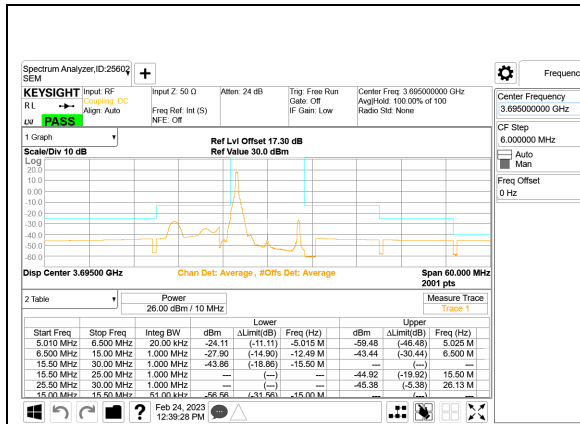 Spectrum Analyzer,ID:25602
SEM
+
Frequenc
KEYSIGHT
Input: RF
Input Z: 50 Ω
Atten: 24 dB
Trig: Free Run
Center Freq: 3.695000000 GHz
Coupling: DC
Gate: Off
Avg|Hold: 100.00% of 100
R L
Align: Auto
Freq Ref: Int (S)
IF Gain: Low
Radio Std: None
NFE: Off
LXI PASS
Center Frequency
3.695000000 GHz
CF Step
6.000000 MHz
Auto
Man
Freq Offset
0 Hz
1 Graph
Ref Lvl Offset 17.30 dB
Scale/Div 10 dB
Ref Value 30.0 dBm
Log
20.0
10.0
0.00
-10.0
-20.0
-30.0
-40.0
-50.0
-60.0
Disp Center 3.69500 GHz
Chan Det: Average , #Offs Det: Average
Span 60.000 MHz
2001 pts
2 Table
Power
26.00 dBm / 10 MHz
Measure Trace
Trace 1
Lower Upper
Start Freq Stop Freq Integ BW dBm ΔLimit(dB) Freq (Hz) dBm ΔLimit(dB) Freq (Hz)
5.010 MHz 6.500 MHz 20.00 kHz -24.11 (-11.11) -5.015 M -59.48 (-46.48) 5.025 M
6.500 MHz 15.00 MHz 1.000 MHz -27.90 (-14.90) -12.49 M -43.44 (-30.44) 6.500 M
15.50 MHz 30.00 MHz 1.000 MHz -43.86 (-18.86) -15.50 M --- (---) ---
15.50 MHz 25.00 MHz 1.000 MHz --- (---) --- -44.92 (-19.92) 15.50 M
25.50 MHz 30.00 MHz 1.000 MHz --- (---) --- -45.38 (-5.38) 26.13 M
15.00 MHz 15.50 MHz 51.00 kHz -56.56 (-31.56) -15.00 M --- (---) ---
?
Feb 24, 2023
12:39:28 PM